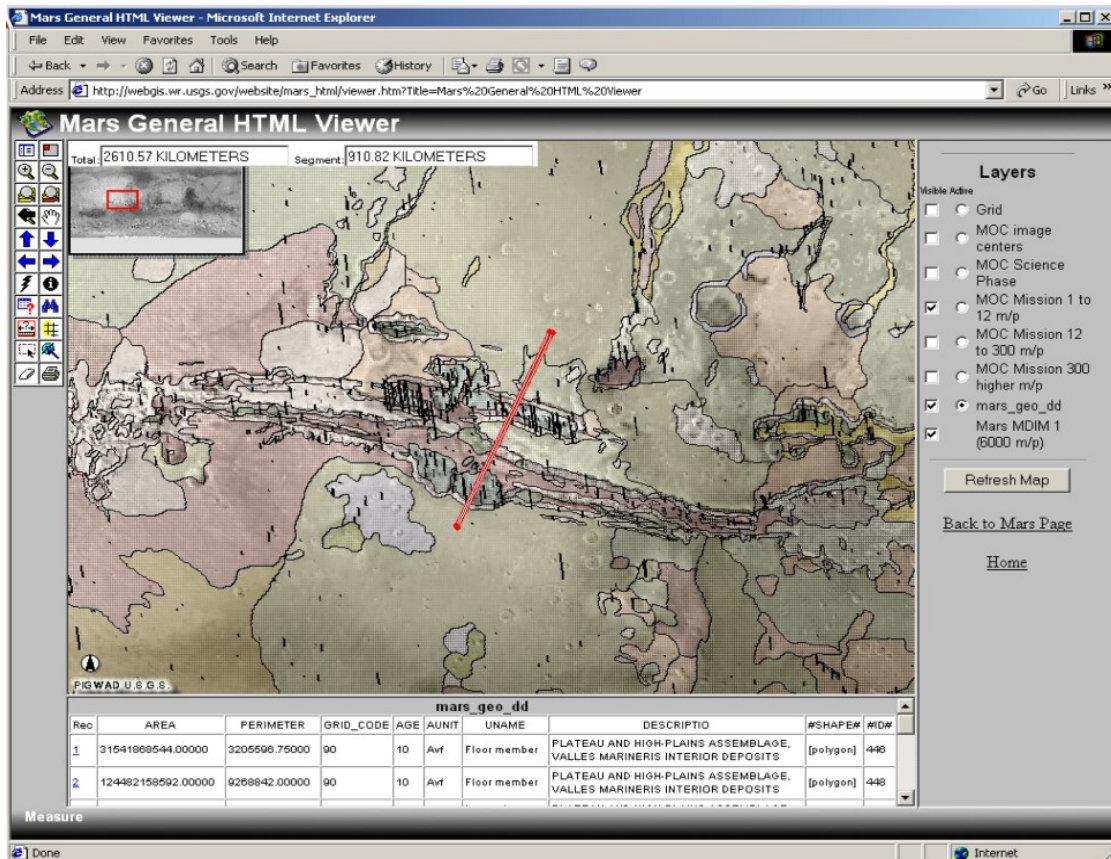 Mars General HTML Viewer - Microsoft Internet Explorer
File Edit View Favorites Tools Help
Back Search Favorites History
Address http://webgis.wr.usgs.gov/website/mars_html/viewer.htm?Title=Mars%20General%20HTML%20Viewer Go Links »
Mars General HTML Viewer
Total: 2610.57 KILOMETERS Segment: 910.82 KILOMETERS
Layers
Visible Active
Grid
MOC image
centers
MOC Science
Phase
MOC Mission 1 to
12 m/p
MOC Mission 12
to 300 m/p
MOC Mission 300
higher m/p
mars_geo_dd
Mars MDIM 1
(6000 m/p)
Refresh Map
Back to Mars Page
Home
PIGWAD U.S.G.S.
mars_geo_dd
Rec AREA PERIMETER GRID_CODE AGE AUNIT UNAME DESCRIPTIO #SHAPE# #ID#
1 31541868544.00000 3205596.75000 90 10 Avf Floor member PLATEAU AND HIGH-PLAINS ASSEMBLAGE, VALLES MARINERIS INTERIOR DEPOSITS [polygon] 446
2 124482158592.00000 9268842.00000 90 10 Avf Floor member PLATEAU AND HIGH-PLAINS ASSEMBLAGE, VALLES MARINERIS INTERIOR DEPOSITS [polygon] 448
Measure
Done Internet